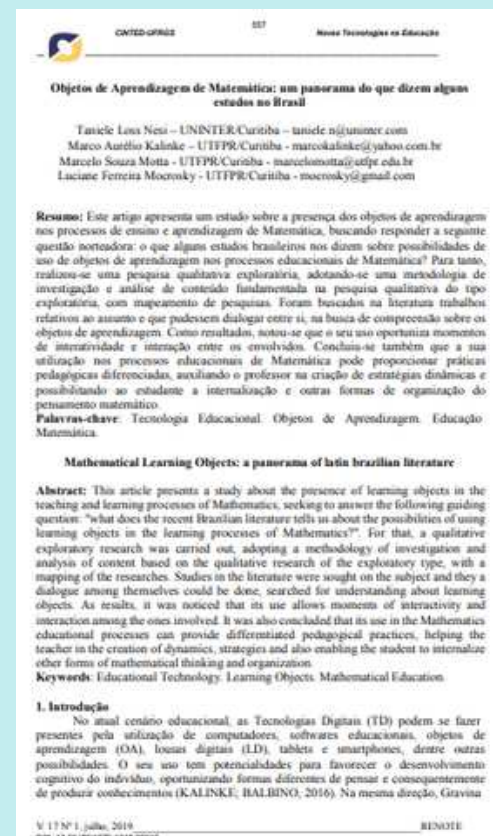 CINTED-UFRGS
557
Novas Tecnologias na Educação
Objetos de Aprendizagem de Matemática: um panorama do que dizem alguns
estudos no Brasil
Taniele Loss Nesi – UNINTER/Curitiba – taniele.n@uninter.com
Marco Aurélio Kalinke – UTFPR/Curitiba - marcokalinke@yahoo.com.br
Marcelo Souza Motta - UTFPR/Curitiba - marcelomotta@utfpr.edu.br
Luciane Ferreira Mocrosky - UTFPR/Curitiba - mocrosky@gmail.com
Resumo: Este artigo apresenta um estudo sobre a presença dos objetos de aprendizagem
nos processos de ensino e aprendizagem de Matemática, buscando responder a seguinte
questão norteadora: o que alguns estudos brasileiros nos dizem sobre possibilidades de
uso de objetos de aprendizagem nos processos educacionais de Matemática? Para tanto,
realizou-se uma pesquisa qualitativa exploratória, adotando-se uma metodologia de
investigação e análise de conteúdo fundamentada na pesquisa qualitativa do tipo
exploratória, com mapeamento de pesquisas. Foram buscados na literatura trabalhos
relativos ao assunto e que pudessem dialogar entre si, na busca de compreensão sobre os
objetos de aprendizagem. Como resultados, notou-se que o seu uso oportuniza momentos
de interatividade e interação entre os envolvidos. Concluiu-se também que a sua
utilização nos processos educacionais de Matemática pode proporcionar práticas
pedagógicas diferenciadas, auxiliando o professor na criação de estratégias dinâmicas e
possibilitando ao estudante a internalização e outras formas de organização do
pensamento matemático.
Palavras-chave: Tecnologia Educacional. Objetos de Aprendizagem. Educação
Matemática.
Mathematical Learning Objects: a panorama of latin brazilian literature
Abstract: This article presents a study about the presence of learning objects in the
teaching and learning processes of Mathematics, seeking to answer the following guiding
question: "what does the recent Brazilian literature tells us about the possibilities of using
learning objects in the learning processes of Mathematics?". For that, a qualitative
exploratory research was carried out, adopting a methodology of investigation and
analysis of content based on the qualitative research of the exploratory type, with a
mapping of the researches. Studies in the literature were sought on the subject and they a
dialogue among themselves could be done, searched for understanding about learning
objects. As results, it was noticed that its use allows moments of interactivity and
interaction among the ones involved. It was also concluded that its use in the Mathematics
educational processes can provide differentiated pedagogical practices, helping the
teacher in the creation of dynamics, strategies and also enabling the student to internalize
other forms of mathematical thinking and organization.
Keywords: Educational Technology. Learning Objects. Mathematical Education.
1. Introdução
No atual cenário educacional, as Tecnologias Digitais (TD) podem se fazer
presentes pela utilização de computadores, softwares educacionais, objetos de
aprendizagem (OA), lousas digitais (LD), tablets e smartphones, dentre outras
possibilidades. O seu uso tem potencialidades para favorecer o desenvolvimento
cognitivo do indivíduo, oportunizando formas diferentes de pensar e consequentemente
de produzir conhecimentos (KALINKE; BALBINO, 2016). Na mesma direção, Gravina
V. 17 Nº 1, julho, 2019
RENOTE